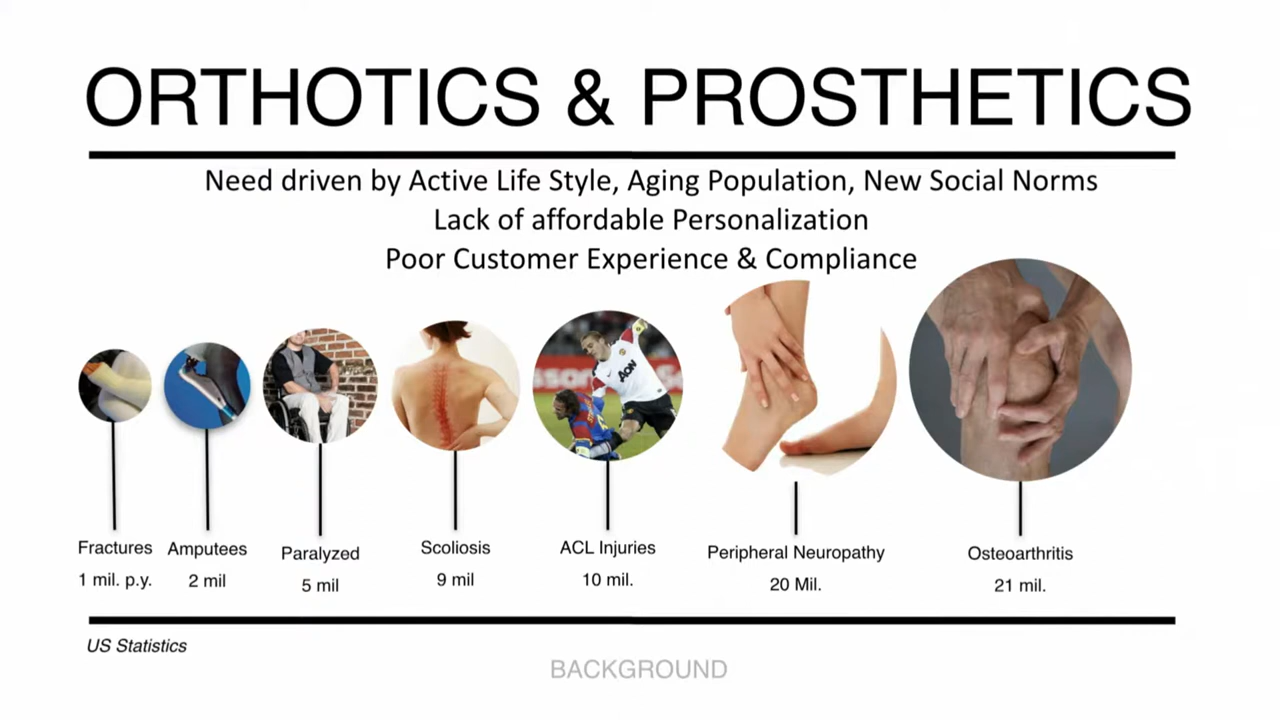 ORTHOTICS & PROSTHETICS
Need driven by Active Life Style, Aging Population, New Social Norms
Lack of affordable Personalization
Poor Customer Experience & Compliance
AON
Fractures
1 mil. p.y.
Amputees
2 mil
Paralyzed
5 mil
Scoliosis
9 mil
ACL Injuries
10 mil.
Peripheral Neuropathy
20 Mil.
Osteoarthritis
21 mil.
US Statistics
BACKGROUND